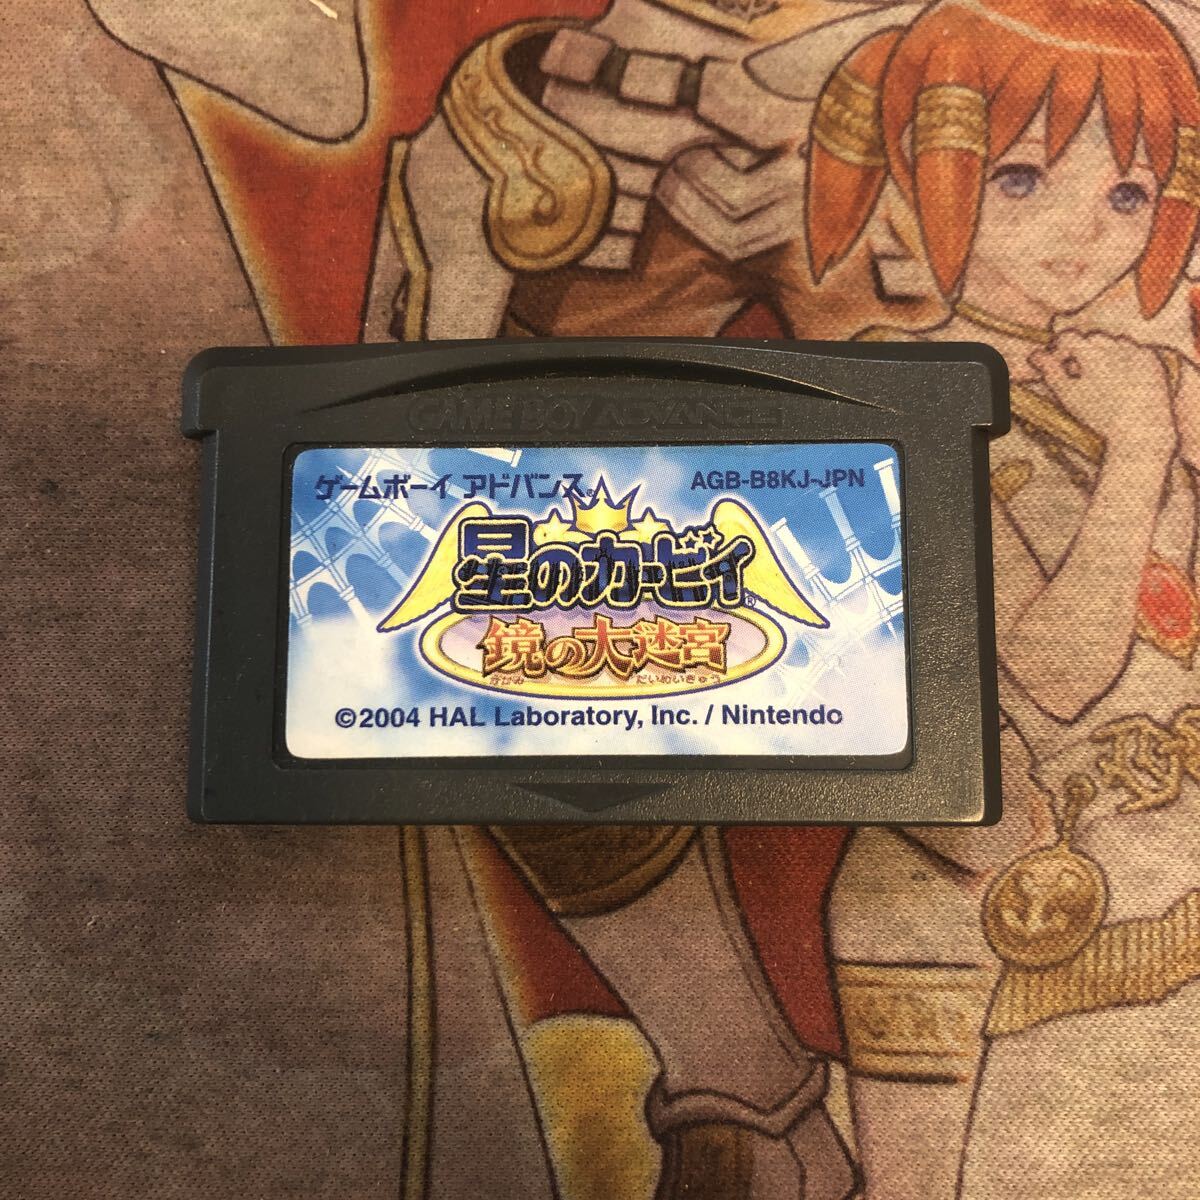 GAME BOY ADVANCE
ゲームボーイ アドバンス® AGB-B8KJ-JPN
星のカービィ®
鏡の大迷宮
かがみ だいめいきゅう
©2004 HAL Laboratory, Inc. / Nintendo